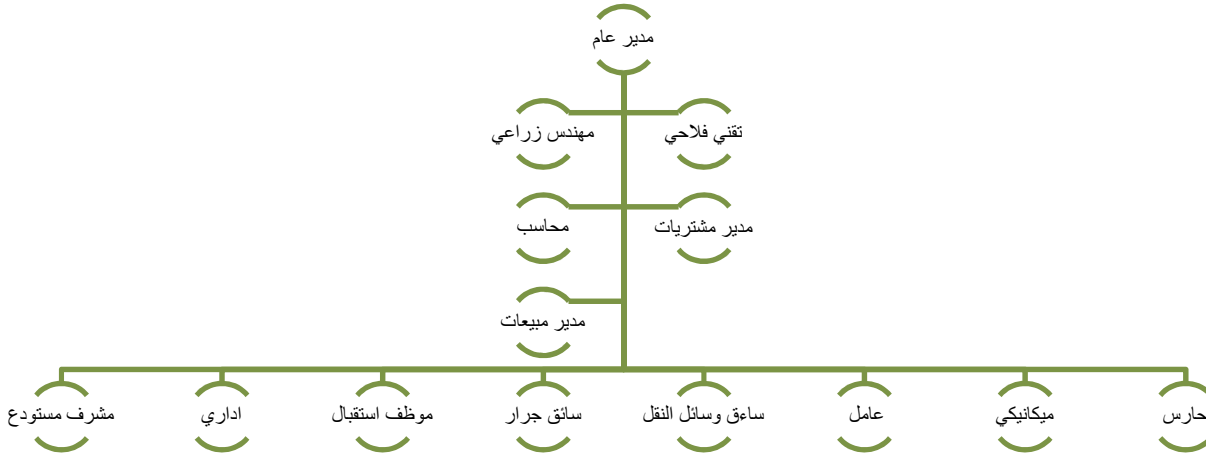 مدير عام
تقني فلاحي
مهندس زراعي
مدير مشتريات
محاسب
مدير مبيعات
حارس
ميكانيكي
عامل
ساءق وسائل النقل
سائق جرار
موظف استقبال
اداري
مشرف مستودع